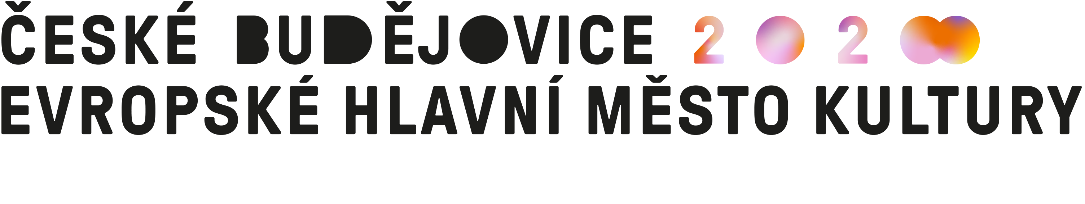 ČESKÉ BUDĚJOVICE 2028
EVROPSKÉ HLAVNÍ MĚSTO KULTURY